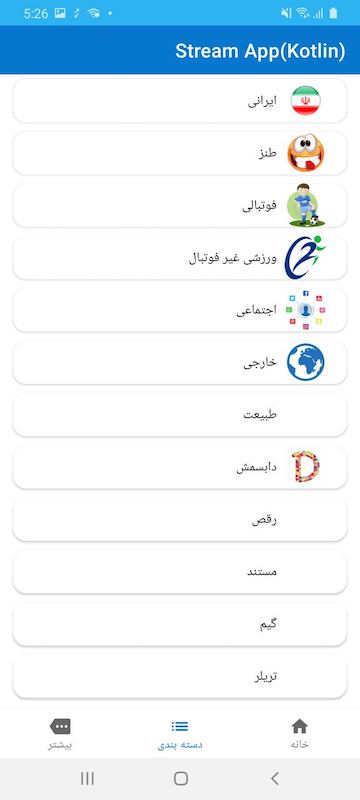 5:26
Stream App(Kotlin)
ایرانی
طنز
فوتبالی
ورزشی غیر فوتبال
اجتماعی
خارجی
طبیعت
دابسمش
رقص
مستند
گیم
تریلر
خانه
دسته بندی
بیشتر